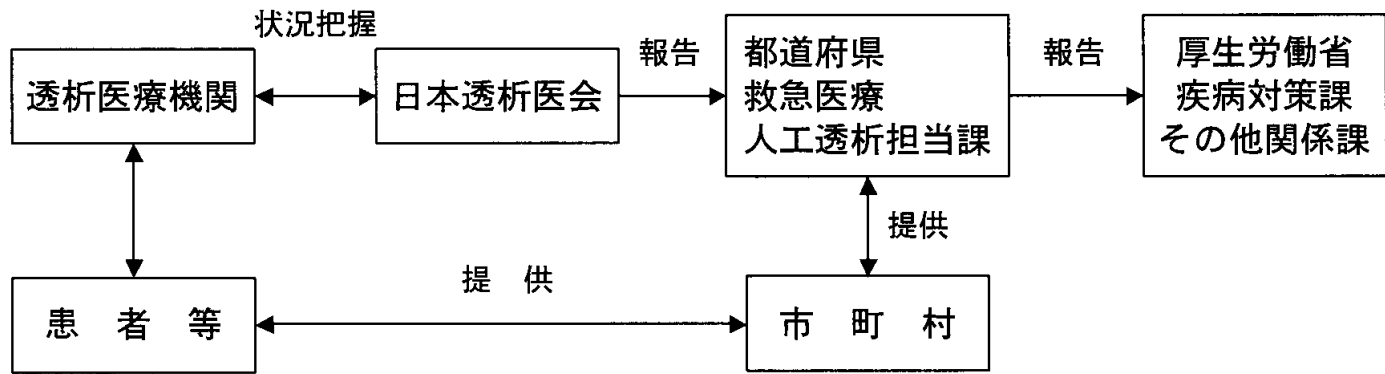 状況把握
透析医療機関
日本透析医会
報告
都道府県
救急医療
人工透析担当課
報告
厚生労働省
疾病対策課
その他関係課
提供
患者等
提供
市町村